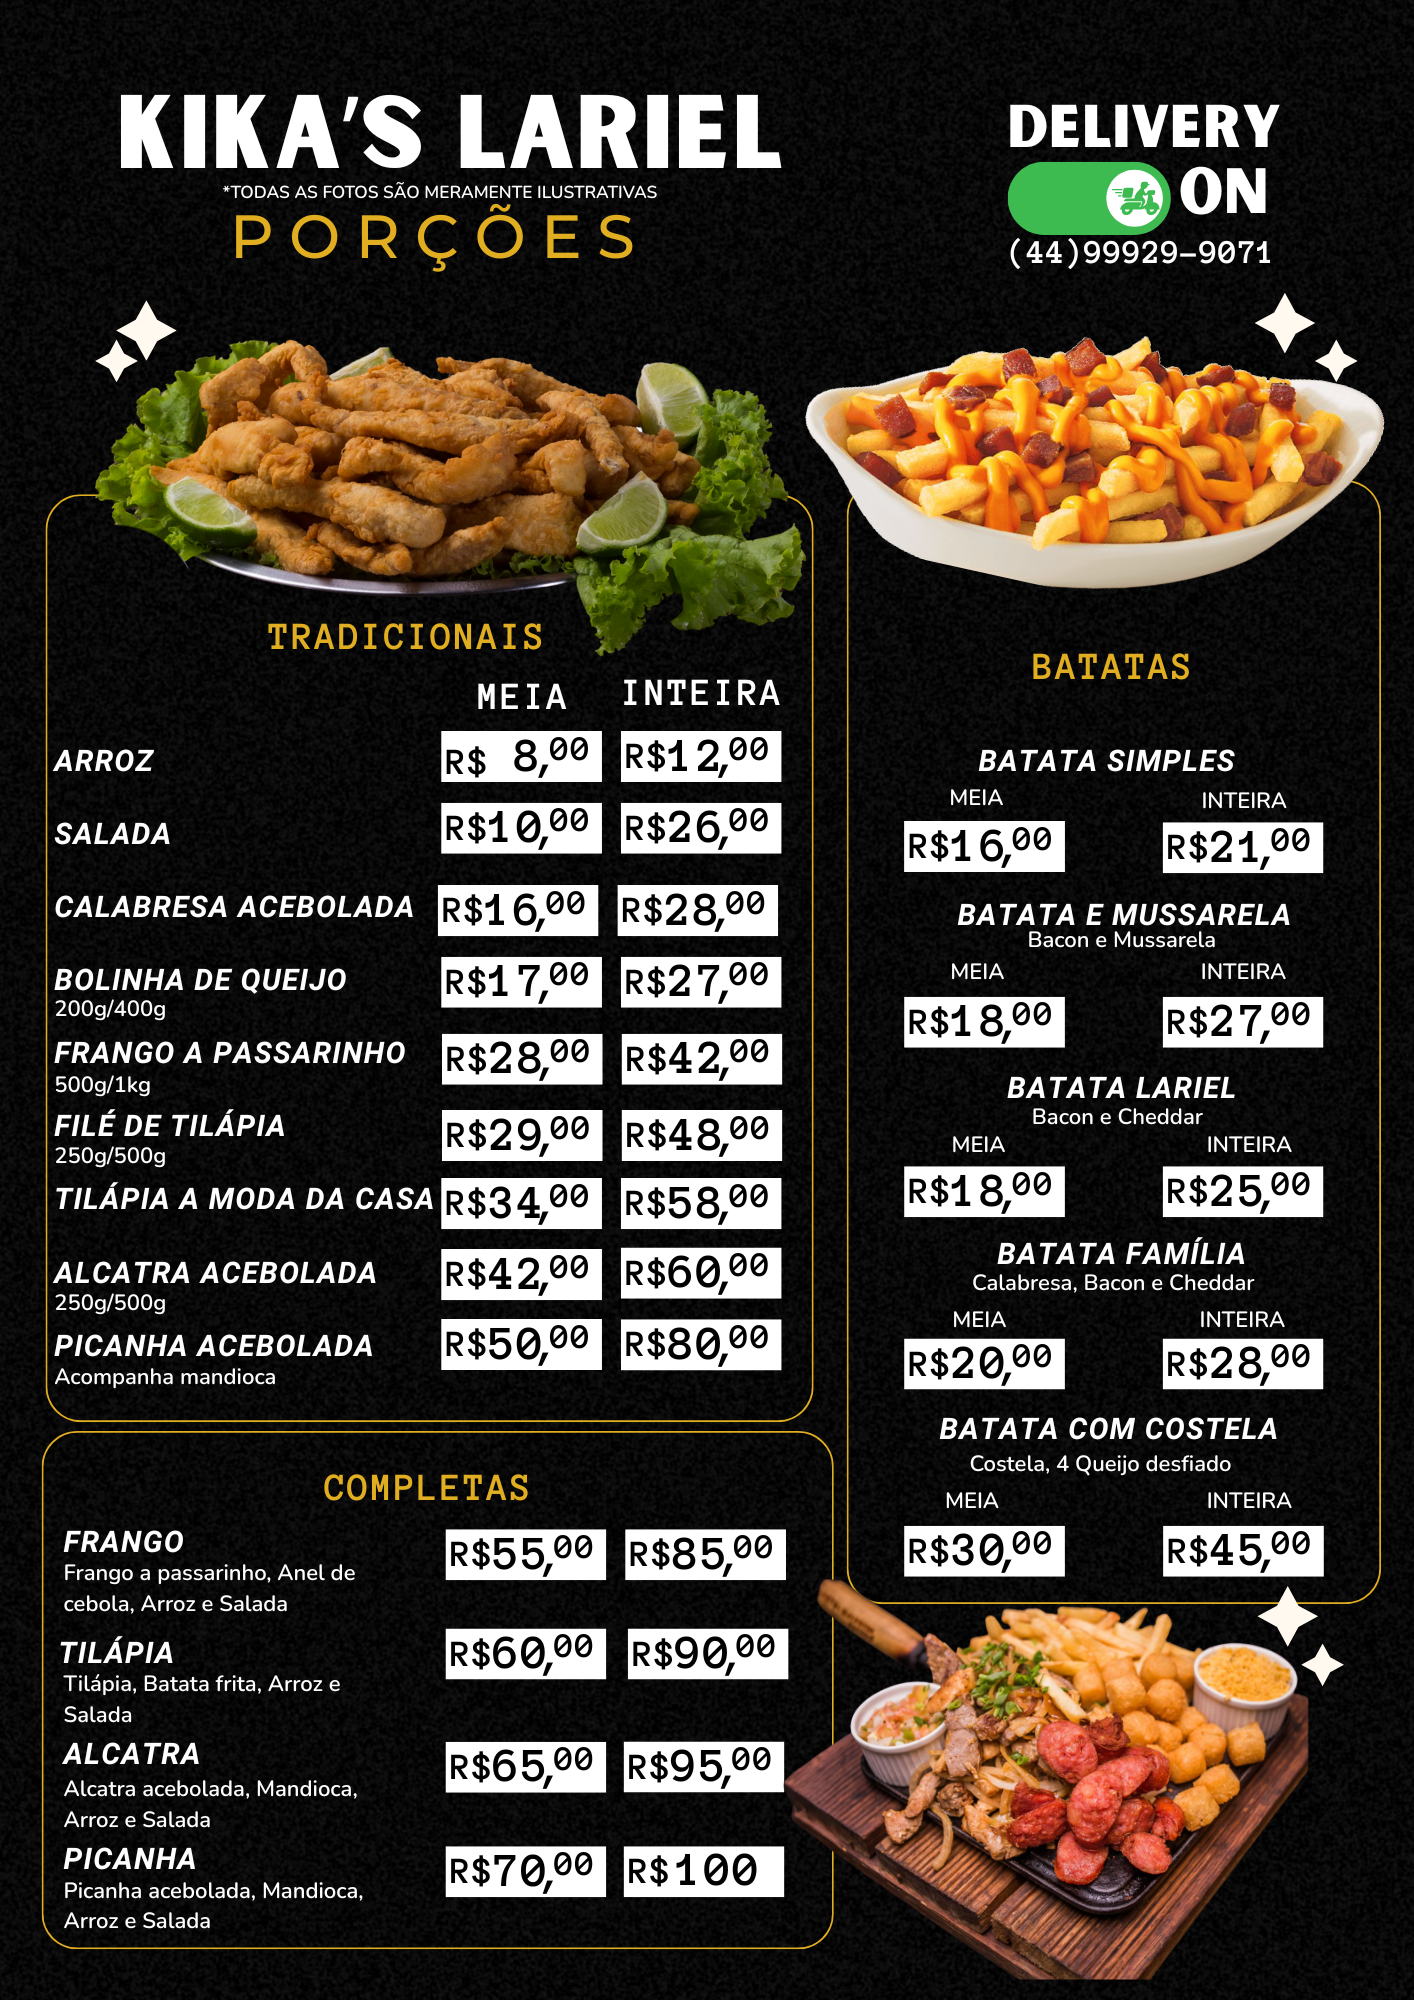 KIKA'S LARIEL
*TODAS AS FOTOS SÃO MERAMENTE ILUSTRATIVAS
PORÇÕES
DELIVERY
ON
(44)99929-9071
TRADICIONAIS
MEIA INTEIRA
ARROZ R$ 8,00 R$12,00
SALADA R$10,00 R$26,00
CALABRESA ACEBOLADA R$16,00 R$28,00
BOLINHA DE QUEIJO R$17,00 R$27,00
200g/400g
FRANGO A PASSARINHO R$28,00 R$42,00
500g/1kg
FILÉ DE TILÁPIA R$29,00 R$48,00
250g/500g
TILÁPIA A MODA DA CASA R$34,00 R$58,00
ALCATRA ACEBOLADA R$42,00 R$60,00
250g/500g
PICANHA ACEBOLADA R$50,00 R$80,00
Acompanha mandioca
COMPLETAS
FRANGO R$55,00 R$85,00
Frango a passarinho, Anel de
cebola, Arroz e Salada
TILÁPIA R$60,00 R$90,00
Tilápia, Batata frita, Arroz e
Salada
ALCATRA R$65,00 R$95,00
Alcatra acebolada, Mandioca,
Arroz e Salada
PICANHA R$70,00 R$100
Picanha acebolada, Mandioca,
Arroz e Salada
BATATAS
BATATA SIMPLES
MEIA INTEIRA
R$16,00 R$21,00
BATATA E MUSSARELA
Bacon e Mussarela
MEIA INTEIRA
R$18,00 R$27,00
BATATA LARIEL
Bacon e Cheddar
MEIA INTEIRA
R$18,00 R$25,00
BATATA FAMÍLIA
Calabresa, Bacon e Cheddar
MEIA INTEIRA
R$20,00 R$28,00
BATATA COM COSTELA
Costela, 4 Queijo desfiado
MEIA INTEIRA
R$30,00 R$45,00